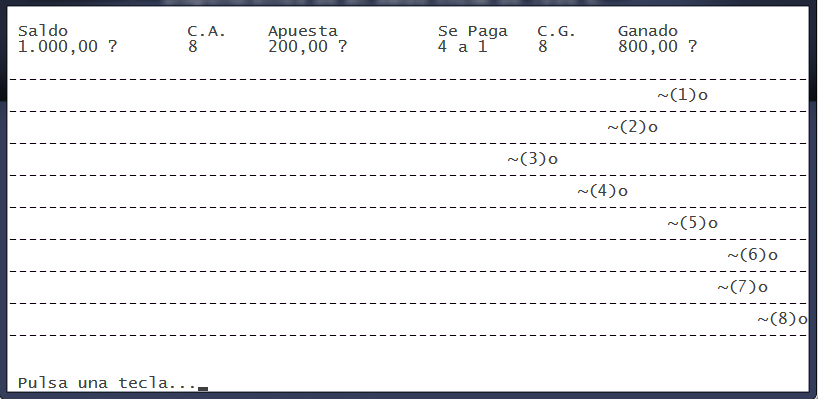 Saldo C.A. Apuesta Se Paga C.G. Ganado
1.000,00 ? 8 200,00 ? 4 a 1 8 800,00 ?
--------------------------------------------------------------------------------
~(1)o
--------------------------------------------------------------------------------
~(2)o
--------------------------------------------------------------------------------
~(3)o
--------------------------------------------------------------------------------
~(4)o
--------------------------------------------------------------------------------
~(5)o
--------------------------------------------------------------------------------
~(6)o
--------------------------------------------------------------------------------
~(7)o
--------------------------------------------------------------------------------
~(8)o
--------------------------------------------------------------------------------
Pulsa una tecla..._